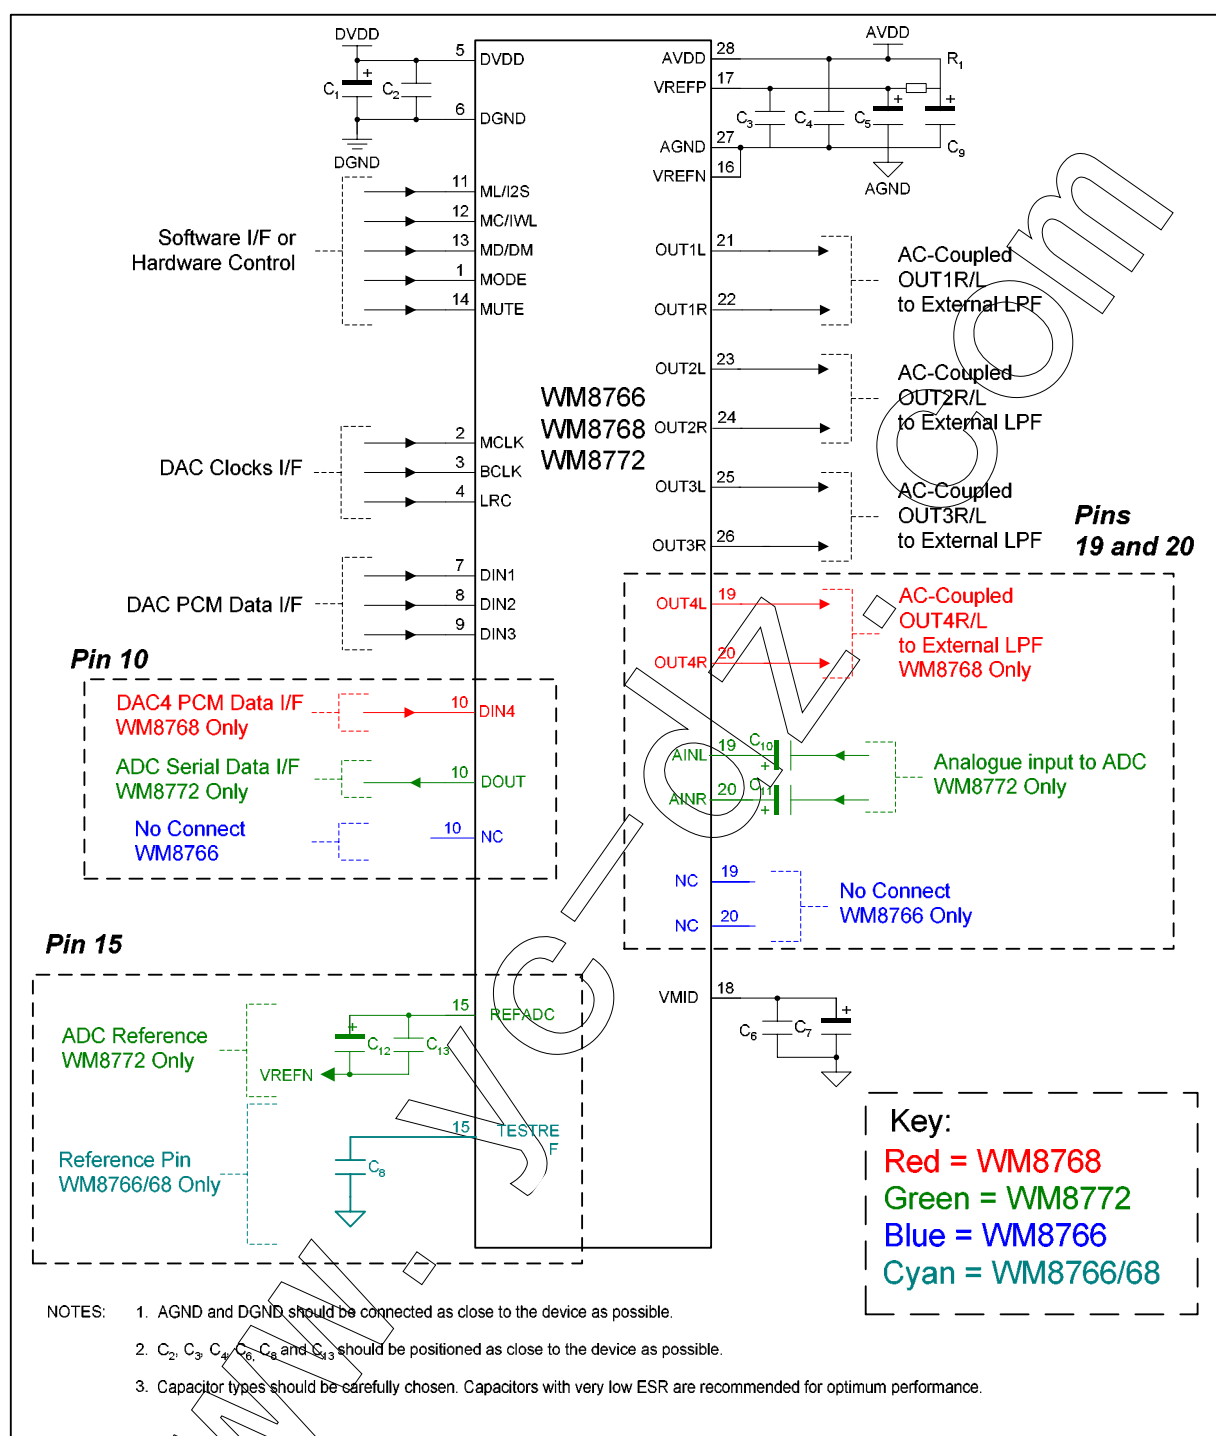 DVDD
5
DVDD
C1
+
C2
6
DGND
DGND
AVDD
28
AVDD
R1
17
VREFP
C3
C4
C5
+
+
C9
27
AGND
VREFN
16
AGND
Software I/F or
Hardware Control
11 ML/I2S
12 MC/IWL
13 MD/DM
1 MODE
14 MUTE
OUT1L 21
OUT1R 22
AC-Coupled
OUT1R/L
to External LPF
OUT2L 23
OUT2R 24
AC-Coupled
OUT2R/L
to External LPF
WM8766
WM8768
WM8772
DAC Clocks I/F
2 MCLK
3 BCLK
4 LRC
OUT3L 25
OUT3R 26
AC-Coupled
OUT3R/L
to External LPF
Pins
19 and 20
DAC PCM Data I/F
7 DIN1
8 DIN2
9 DIN3
OUT4L 19
OUT4R 20
AC-Coupled
OUT4R/L
to External LPF
WM8768 Only
Pin 10
DAC4 PCM Data I/F
WM8768 Only
10 DIN4
ADC Serial Data I/F
WM8772 Only
10 DOUT
No Connect
WM8766
10 NC
AINL 19 C10
+
AINR 20 C11
+
Analogue input to ADC
WM8772 Only
NC 19
NC 20
No Connect
WM8766 Only
Pin 15
15 REFADC
ADC Reference
WM8772 Only
+
C12
C13
VREFN
15 TESTRE
F
Reference Pin
WM8766/68 Only
C8
VMID 18
C6
C7
+
Key:
Red = WM8768
Green = WM8772
Blue = WM8766
Cyan = WM8766/68
NOTES:
1. AGND and DGND should be connected as close to the device as possible.
2. C2, C3, C4, C6, C8 and C13 should be positioned as close to the device as possible.
3. Capacitor types should be carefully chosen. Capacitors with very low ESR are recommended for optimum performance.